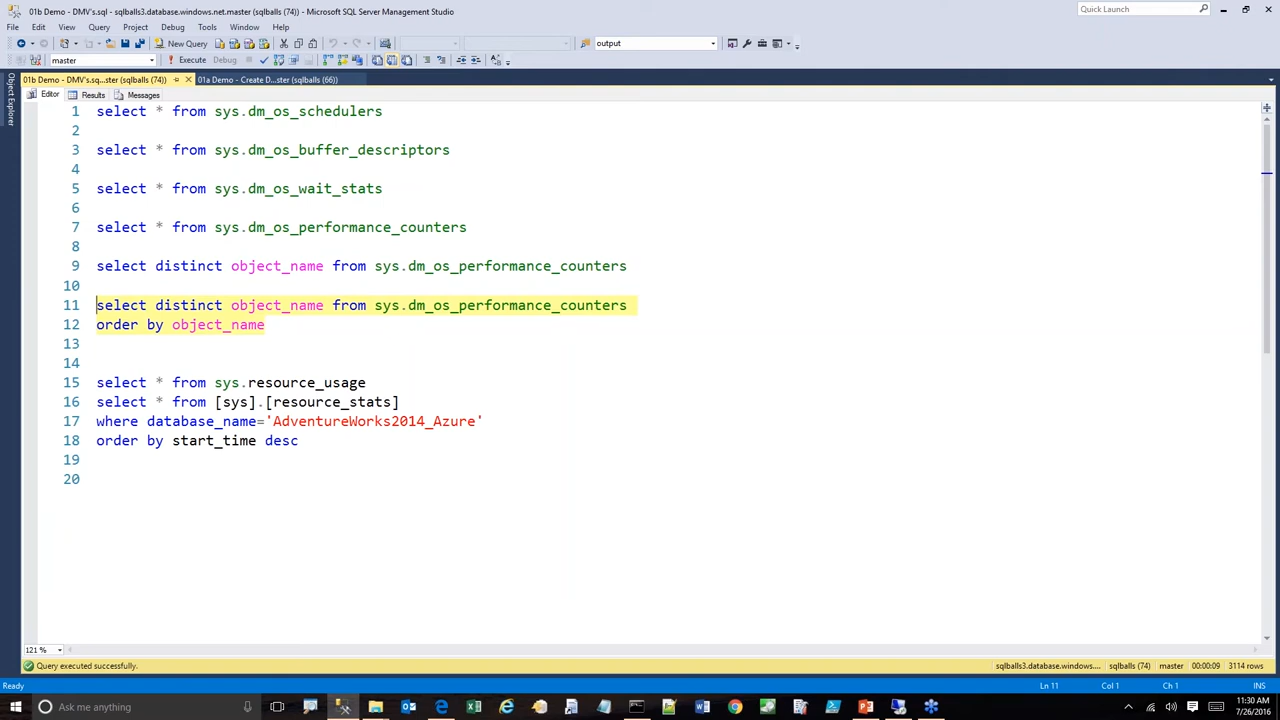 01b Demo - DMV's.sql - sqlballs3.database.windows.net.master (sqlballs (74)) - Microsoft SQL Server Management Studio
Quick Launch
File Edit View Query Project Debug Tools Window Help
New Query
output
master
Execute
Debug
01b Demo - DMV's.sq...ster (sqlballs (74))
01a Demo - Create D...ster (sqlballs (66))
Object Explorer
Editor Results Messages
1 select * from sys.dm_os_schedulers
2
3 select * from sys.dm_os_buffer_descriptors
4
5 select * from sys.dm_os_wait_stats
6
7 select * from sys.dm_os_performance_counters
8
9 select distinct object_name from sys.dm_os_performance_counters
10
11 select distinct object_name from sys.dm_os_performance_counters
12 order by object_name
13
14
15 select * from sys.resource_usage
16 select * from [sys].[resource_stats]
17 where database_name='AdventureWorks2014_Azure'
18 order by start_time desc
19
20
121 %
Query executed successfully.
sqlballs3.database.windows.... sqlballs (74) master 00:00:09 3114 rows
Ready
Ln 11 Col 1 Ch 1 INS
Ask me anything
11:30 AM
7/26/2016